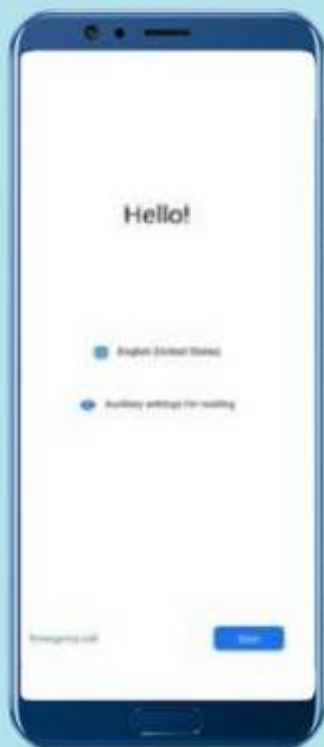 Hello!
English (United States)
Auxiliary settings for reading
Emergency call
Start